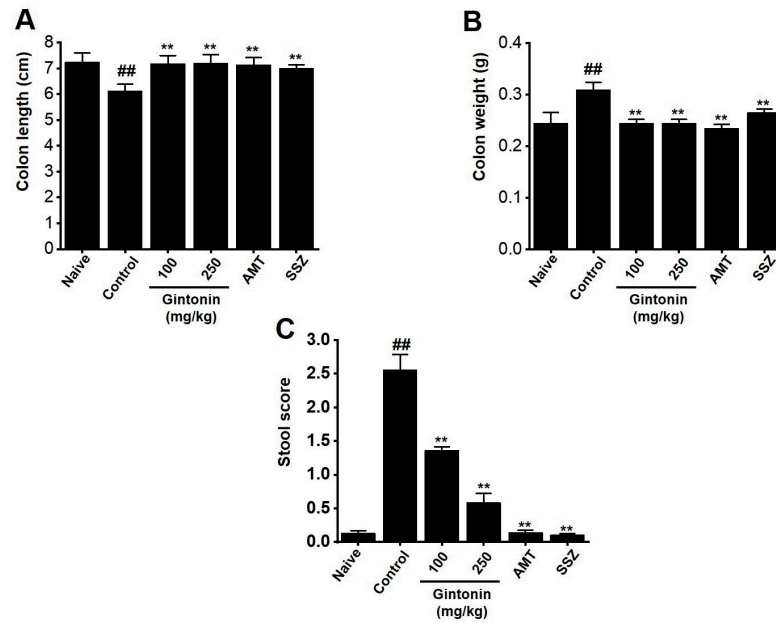 A
Colon length (cm)
8
7
6
5
4
3
2
1
0
##
**
**
**
**
Naive
Control
100
250
AMT
SSZ
Gintonin
(mg/kg)
B
Colon weight (g)
0.4
0.3
0.2
0.1
0.0
##
**
**
**
**
Naive
Control
100
250
AMT
SSZ
Gintonin
(mg/kg)
C
Stool score
3.0
2.5
2.0
1.5
1.0
0.5
0.0
##
**
**
**
**
Naive
Control
100
250
AMT
SSZ
Gintonin
(mg/kg)